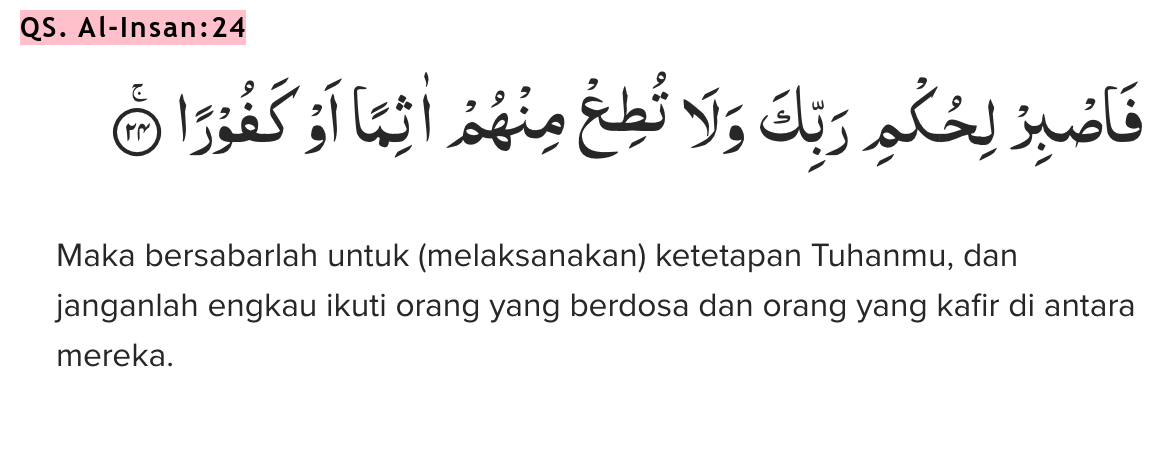 QS. Al-Insan:24
فَاصْبِرْ لِحُكْمِ رَبِّكَ وَلَا تُطِعْ مِنْهُمْ اٰثِمًا اَوْ كَفُوْرًاۚ ۝٢٤
Maka bersabarlah untuk (melaksanakan) ketetapan Tuhanmu, dan
janganlah engkau ikuti orang yang berdosa dan orang yang kafir di antara
mereka.